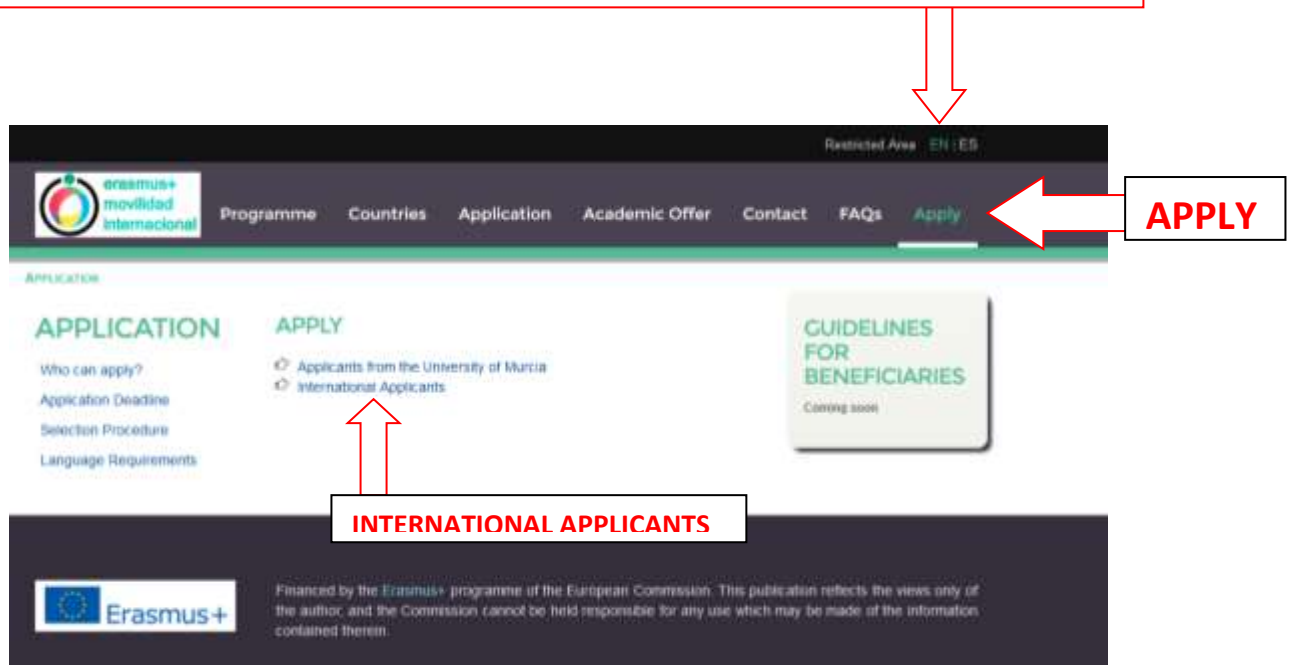 Restricted Area EN | ES
erasmus+
movilidad
internacional
Programme Countries Application Academic Offer Contact FAQs Apply
APPLY
APPLICATION
APPLICATION
Who can apply?
Application Deadline
Selection Procedure
Language Requirements
APPLY
Applicants from the University of Murcia
International Applicants
GUIDELINES
FOR
BENEFICIARIES
Coming soon
INTERNATIONAL APPLICANTS
Erasmus+
Financed by the Erasmus+ programme of the European Commission. This publication reflects the views only of
the author, and the Commission cannot be held responsible for any use which may be made of the information
contained therein.